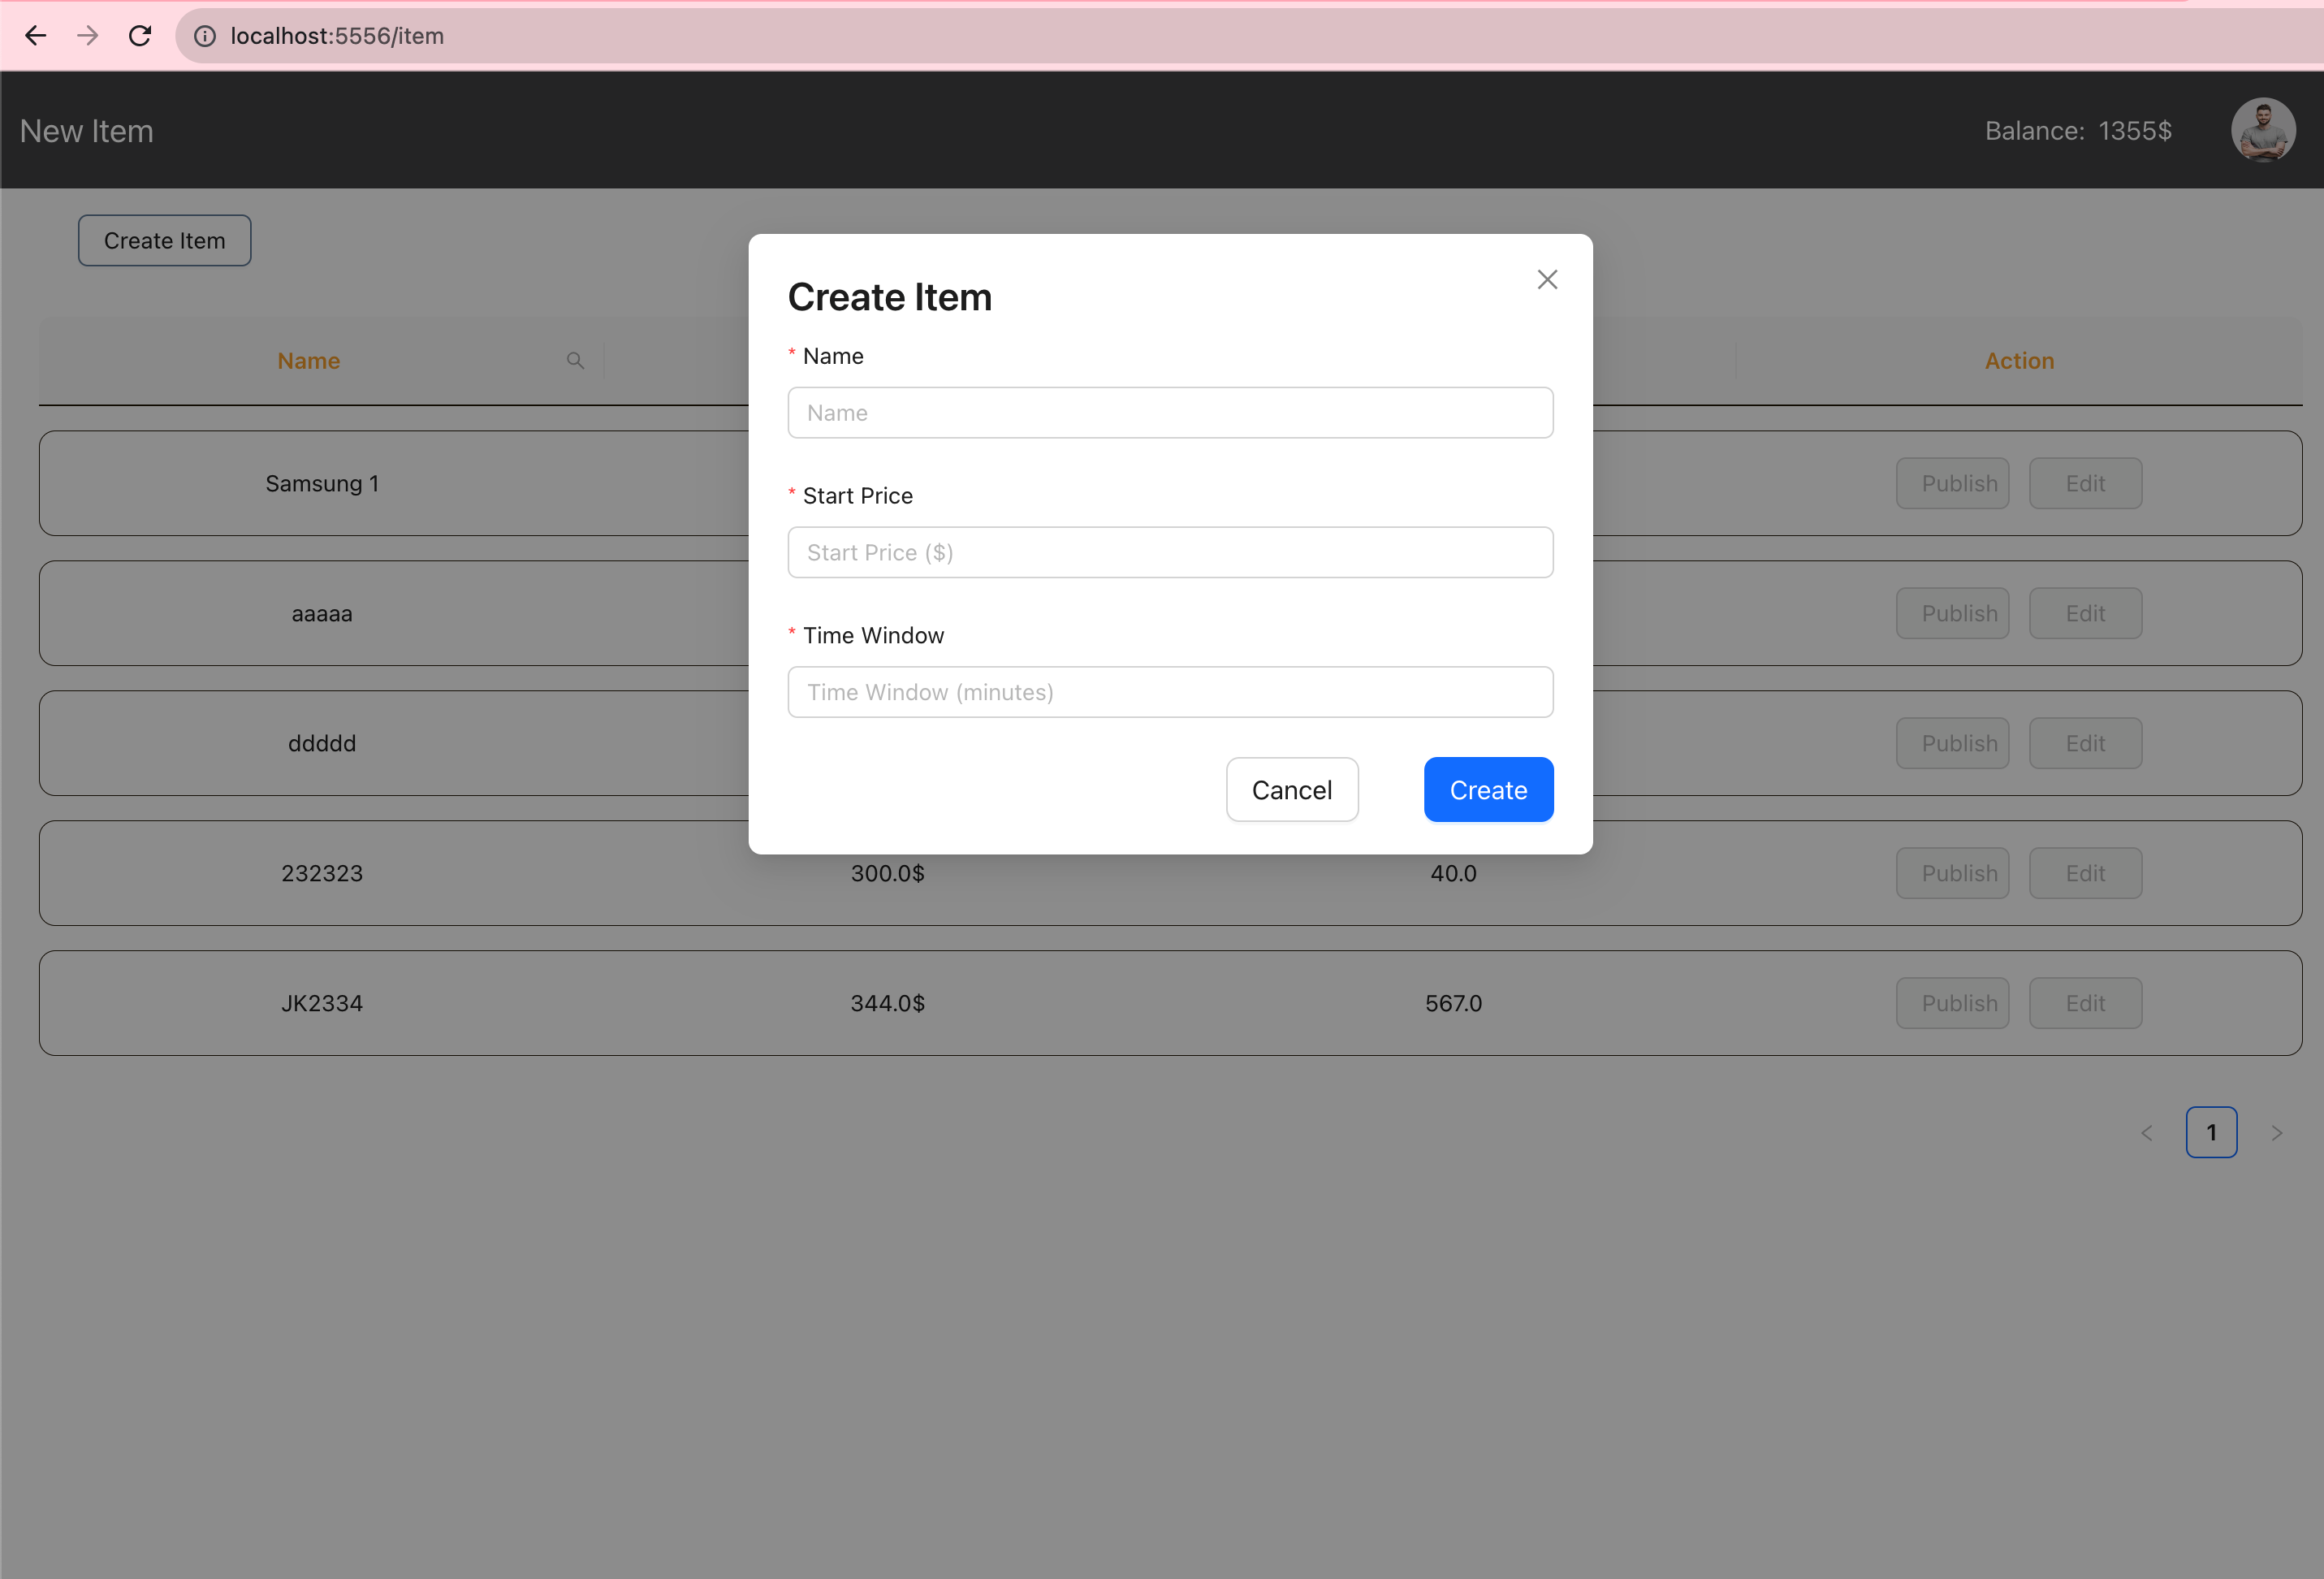 localhost:5556/item
New Item
Balance: 1355$
Create Item
Name
Action
Samsung 1
Publish
Edit
aaaaa
Publish
Edit
ddddd
Publish
Edit
232323
300.0$
40.0
Publish
Edit
JK2334
344.0$
567.0
Publish
Edit
1
Create Item
* Name
Name
* Start Price
Start Price ($)
* Time Window
Time Window (minutes)
Cancel
Create